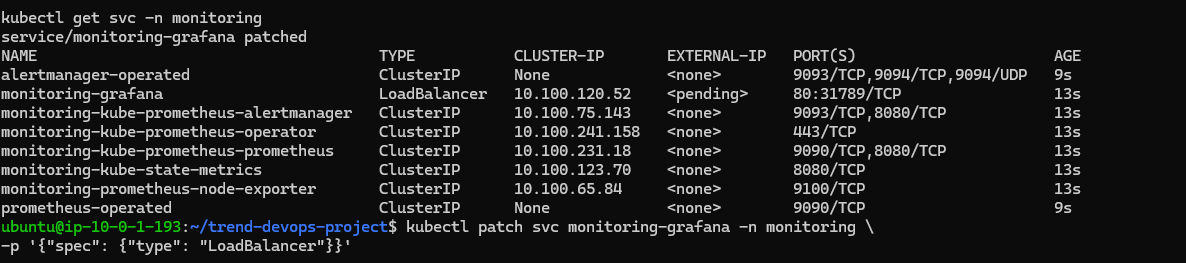 kubectl get svc -n monitoring
service/monitoring-grafana patched
NAME TYPE CLUSTER-IP EXTERNAL-IP PORT(S) AGE
alertmanager-operated ClusterIP None <none> 9093/TCP,9094/TCP,9094/UDP 9s
monitoring-grafana LoadBalancer 10.100.120.52 <pending> 80:31789/TCP 13s
monitoring-kube-prometheus-alertmanager ClusterIP 10.100.75.143 <none> 9093/TCP,8080/TCP 13s
monitoring-kube-prometheus-operator ClusterIP 10.100.241.158 <none> 443/TCP 13s
monitoring-kube-prometheus-prometheus ClusterIP 10.100.231.18 <none> 9090/TCP,8080/TCP 13s
monitoring-kube-state-metrics ClusterIP 10.100.123.70 <none> 8080/TCP 13s
monitoring-prometheus-node-exporter ClusterIP 10.100.65.84 <none> 9100/TCP 13s
prometheus-operated ClusterIP None <none> 9090/TCP 9s
ubuntu@ip-10-0-1-193:~/trend-devops-project$ kubectl patch svc monitoring-grafana -n monitoring \
-p '{"spec": {"type": "LoadBalancer"}}'